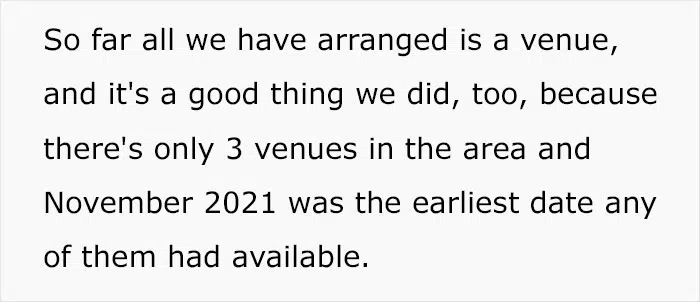 So far all we have arranged is a venue,
and it's a good thing we did, too, because
there's only 3 venues in the area and
November 2021 was the earliest date any
of them had available.